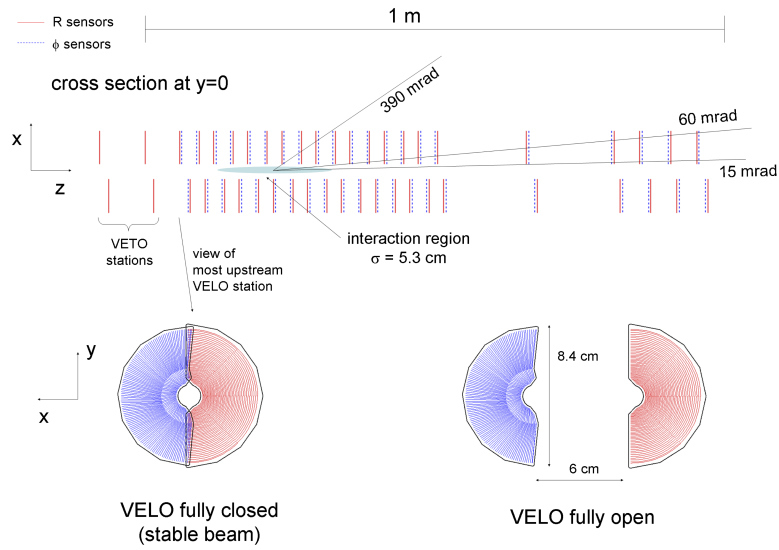 R sensors
ϕ sensors
1 m
cross section at y=0
390 mrad
60 mrad
15 mrad
x
z
VETO
stations
view of
most upstream
VELO station
interaction region
σ = 5.3 cm
y
x
8.4 cm
6 cm
VELO fully closed
(stable beam)
VELO fully open